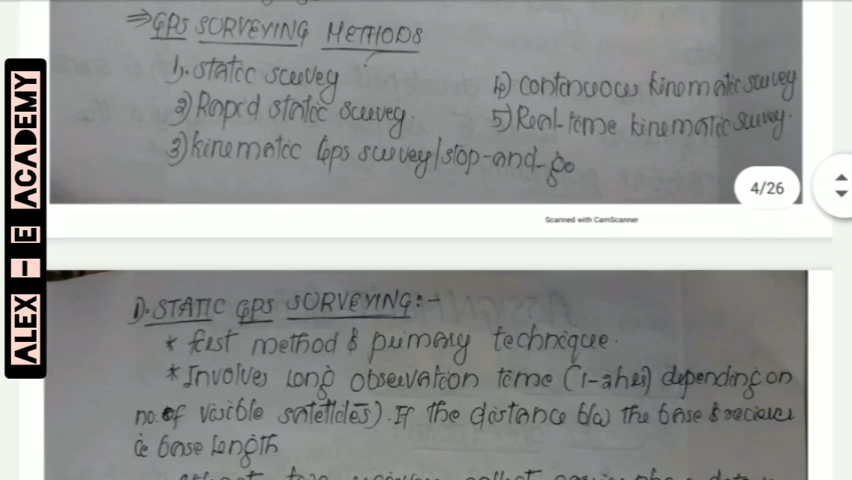 ⇒GPS SURVEYING METHODS
1). Static survey
2) Rapid static survey.
3) kinematic Gps survey/stop-and-go
4) continuous kinematic survey
5) Real-time kinematic survey.
4/26
Scanned with CamScanner
1). STATIC GPS SURVEYING:-
* first method & primary technique.
* Involves long observation time (1-2hrs) depending on
no. of visible satellites). If the distance b/w the base & reciever
ie base length
ALEX - E ACADEMY